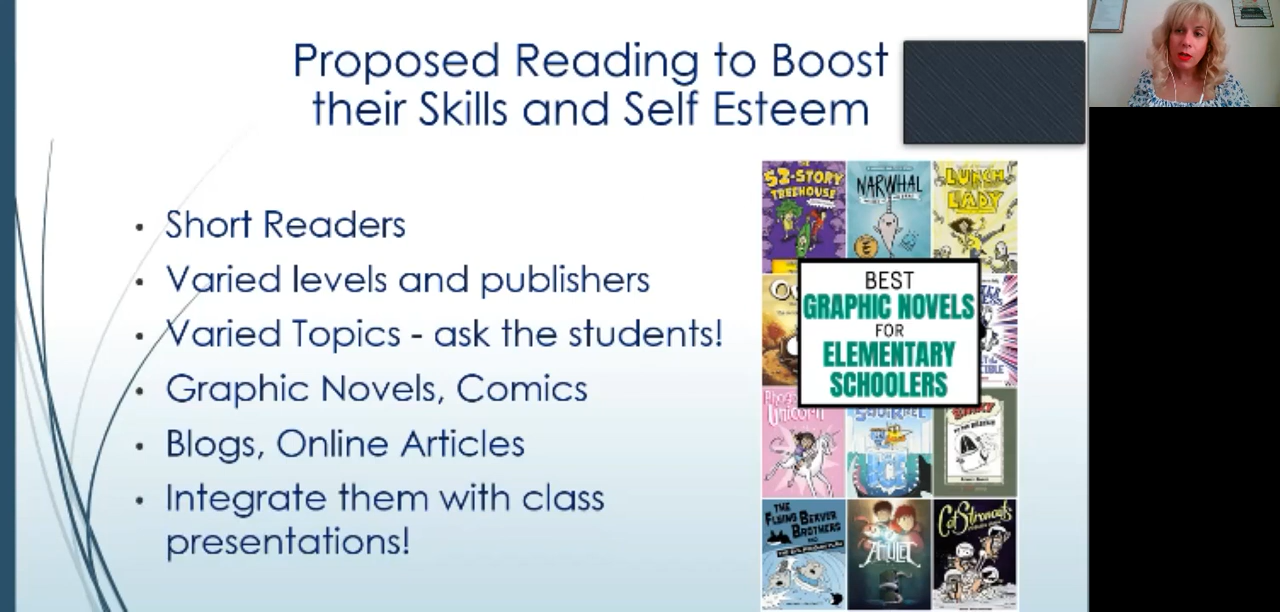 Proposed Reading to Boost
their Skills and Self Esteem
• Short Readers
• Varied levels and publishers
• Varied Topics - ask the students!
• Graphic Novels, Comics
• Blogs, Online Articles
• Integrate them with class
presentations!
52-STORY
TREEHOUSE
NARWHAL
LUNCH
LADY
BEST
GRAPHIC NOVELS
FOR
ELEMENTARY
SCHOOLERS
UNICORN
SQUIRREL
THE
FLYING BEAVER
BROTHERS
AMULET
CatStronauts